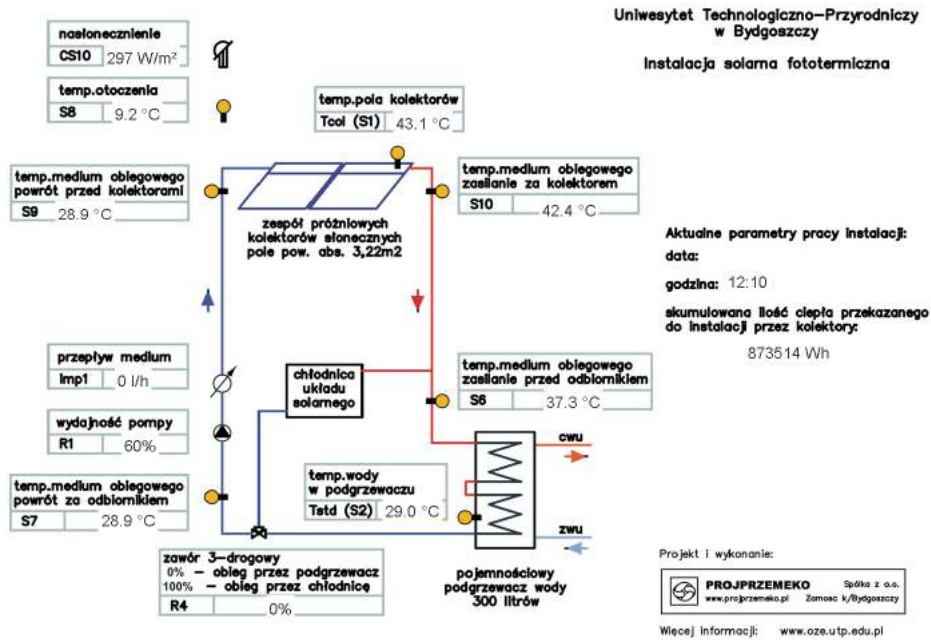 Uniwesytet Technologiczno-Przyrodniczy
w Bydgoszczy
Instalacja solarna fototermiczna
nasłonecznienie
CS10 297 W/m²
temp.otoczenia
S8 9.2 °C
temp.pola kolektorów
Tcol (S1) 43.1 °C
temp.medium obiegowego
powrót przed kolektorami
S9 28.9 °C
temp.medium obiegowego
zasilanie za kolektorem
S10 42.4 °C
zespół próżniowych
kolektorów słonecznych
pole pow. abs. 3,22m2
Aktualne parametry pracy instalacji:
data:
godzina: 12:10
skumulowana ilość ciepła przekazanego
do instalacji przez kolektory:
873514 Wh
przepływ medium
Imp1 0 l/h
chłodnica
układu
solarnego
temp.medium obiegowego
zasilanie przed odbiornikiem
S6 37.3 °C
wydajność pompy
R1 60%
cwu
temp.medium obiegowego
powrót za odbiornikiem
S7 28.9 °C
temp.wody
w podgrzewaczu
Tstd (S2) 29.0 °C
zwu
zawór 3-drogowy
0% - obieg przez podgrzewacz
100% - obieg przez chłodnicę
R4 0%
pojemnościowy
podgrzewacz wody
300 litrów
Projekt i wykonanie:
PROJPRZEMEKO Spółka z o.o.
www.projprzemeko.pl Zamosc k/Bydgoszczy
Więcej informacji: www.oze.utp.edu.pl